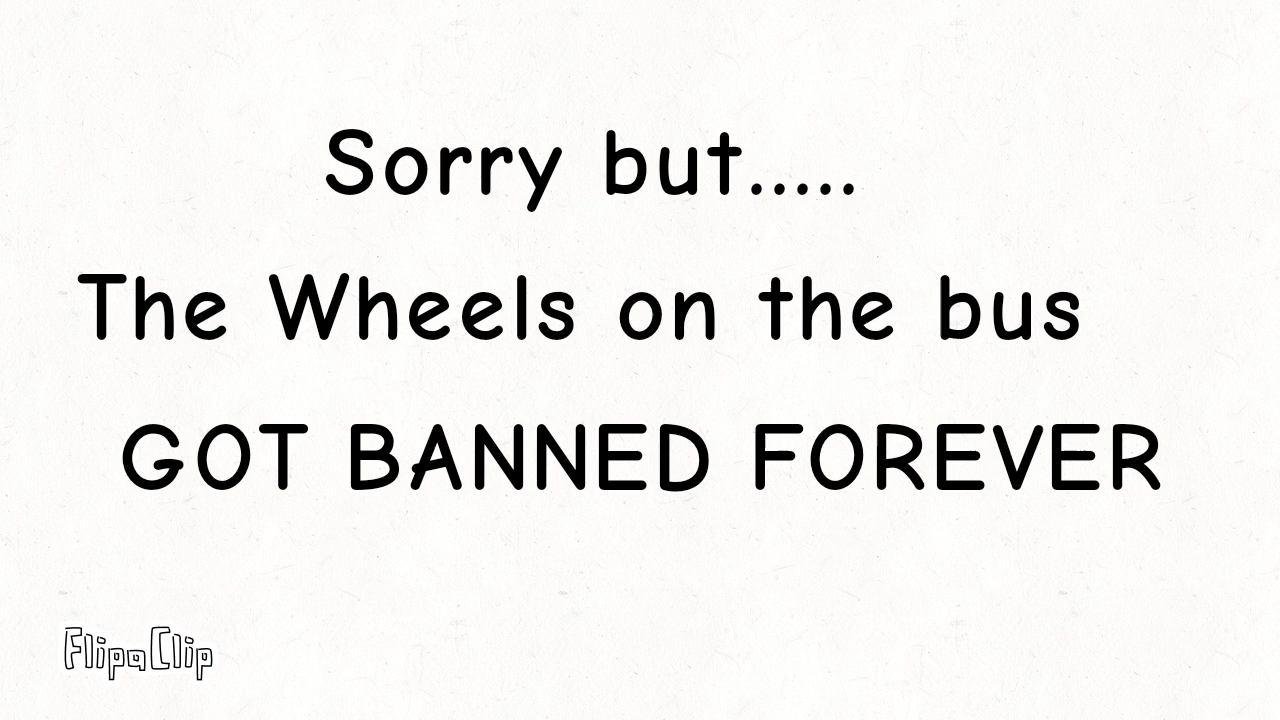 Sorry but.....
The Wheels on the bus
GOT BANNED FOREVER
FlipaClip